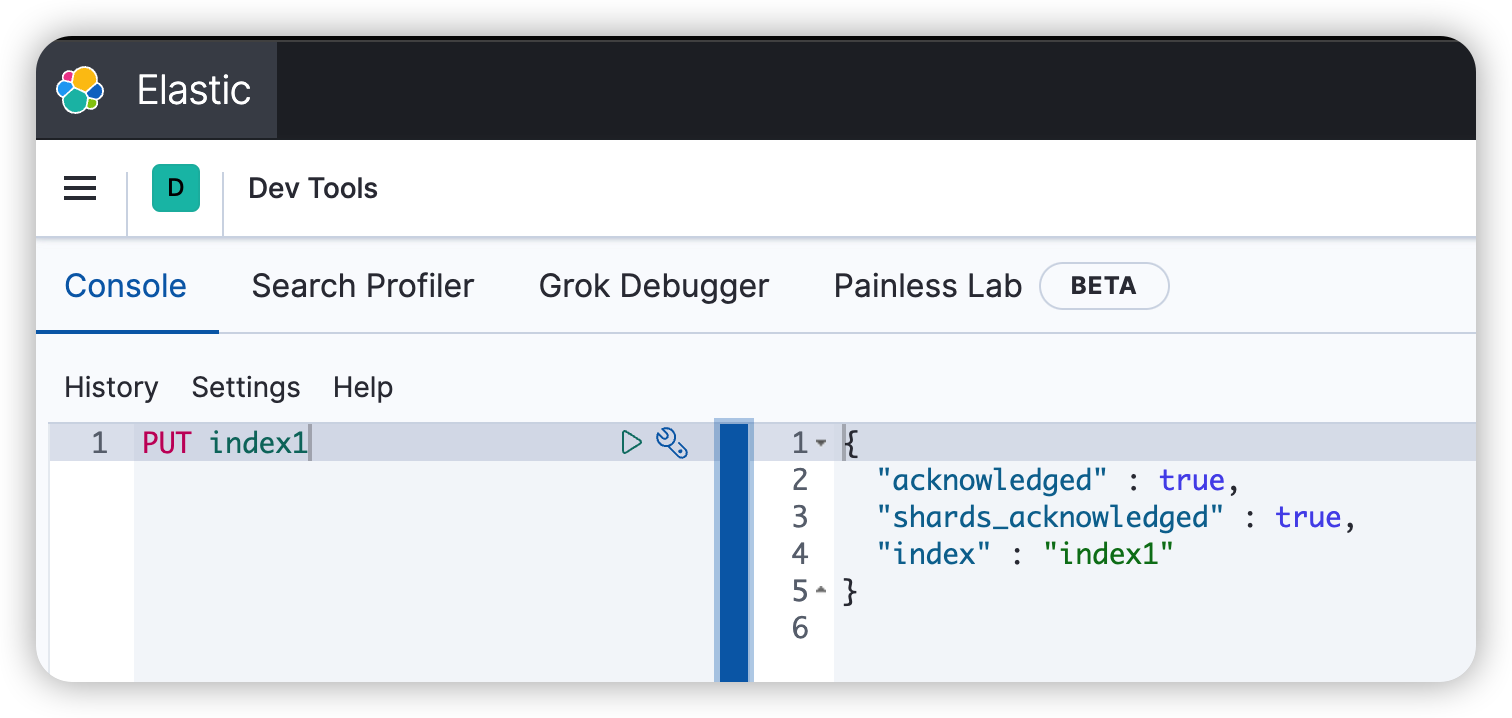 Elastic
D
Dev Tools
Console Search Profiler Grok Debugger Painless Lab BETA
History Settings Help
1 PUT index1
1 {
2 "acknowledged" : true,
3 "shards_acknowledged" : true,
4 "index" : "index1"
5 }
6